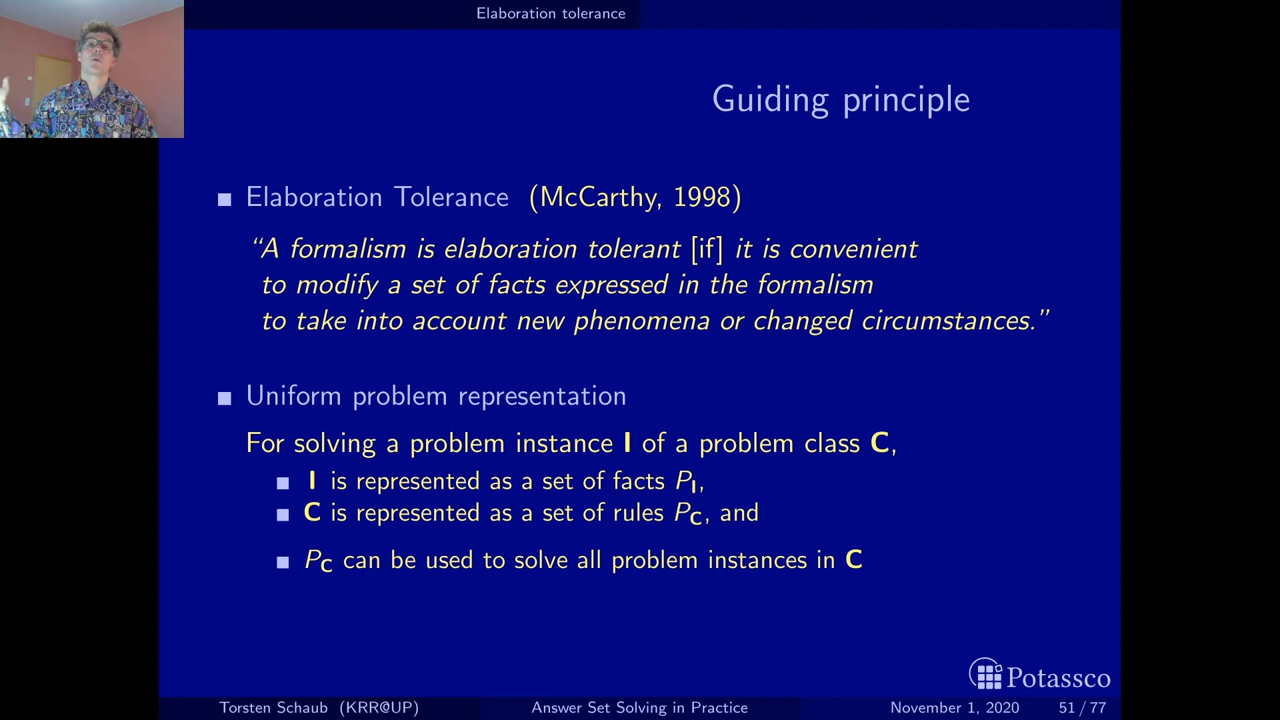 Elaboration tolerance
Guiding principle
Elaboration Tolerance (McCarthy, 1998)
“A formalism is elaboration tolerant [if] it is convenient
to modify a set of facts expressed in the formalism
to take into account new phenomena or changed circumstances.”
Uniform problem representation
For solving a problem instance I of a problem class C,
I is represented as a set of facts P_I,
C is represented as a set of rules P_C, and
P_C can be used to solve all problem instances in C
Potassco
Torsten Schaub (KRR@UP) Answer Set Solving in Practice November 1, 2020 51 / 77